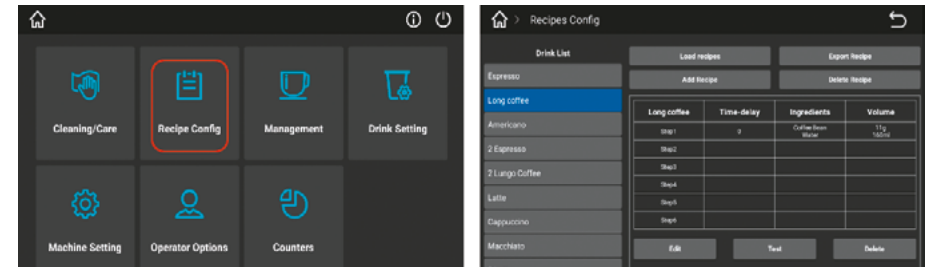 Cleaning/Care
Recipe Config
Management
Drink Setting
Machine Setting
Operator Options
Counters
> Recipes Config
Drink List
Espresso
Long coffee
Americano
2 Espresso
2 Lungo Coffee
Latte
Cappuccino
Macchiato
Load recipes
Export Recipe
Add Recipe
Delete Recipe
Long coffee Time-delay Ingredients Volume
Step1 0 Coffee Bean 11g
Water 160ml
Step2
Step3
Step4
Step5
Step6
Edit Test Delete